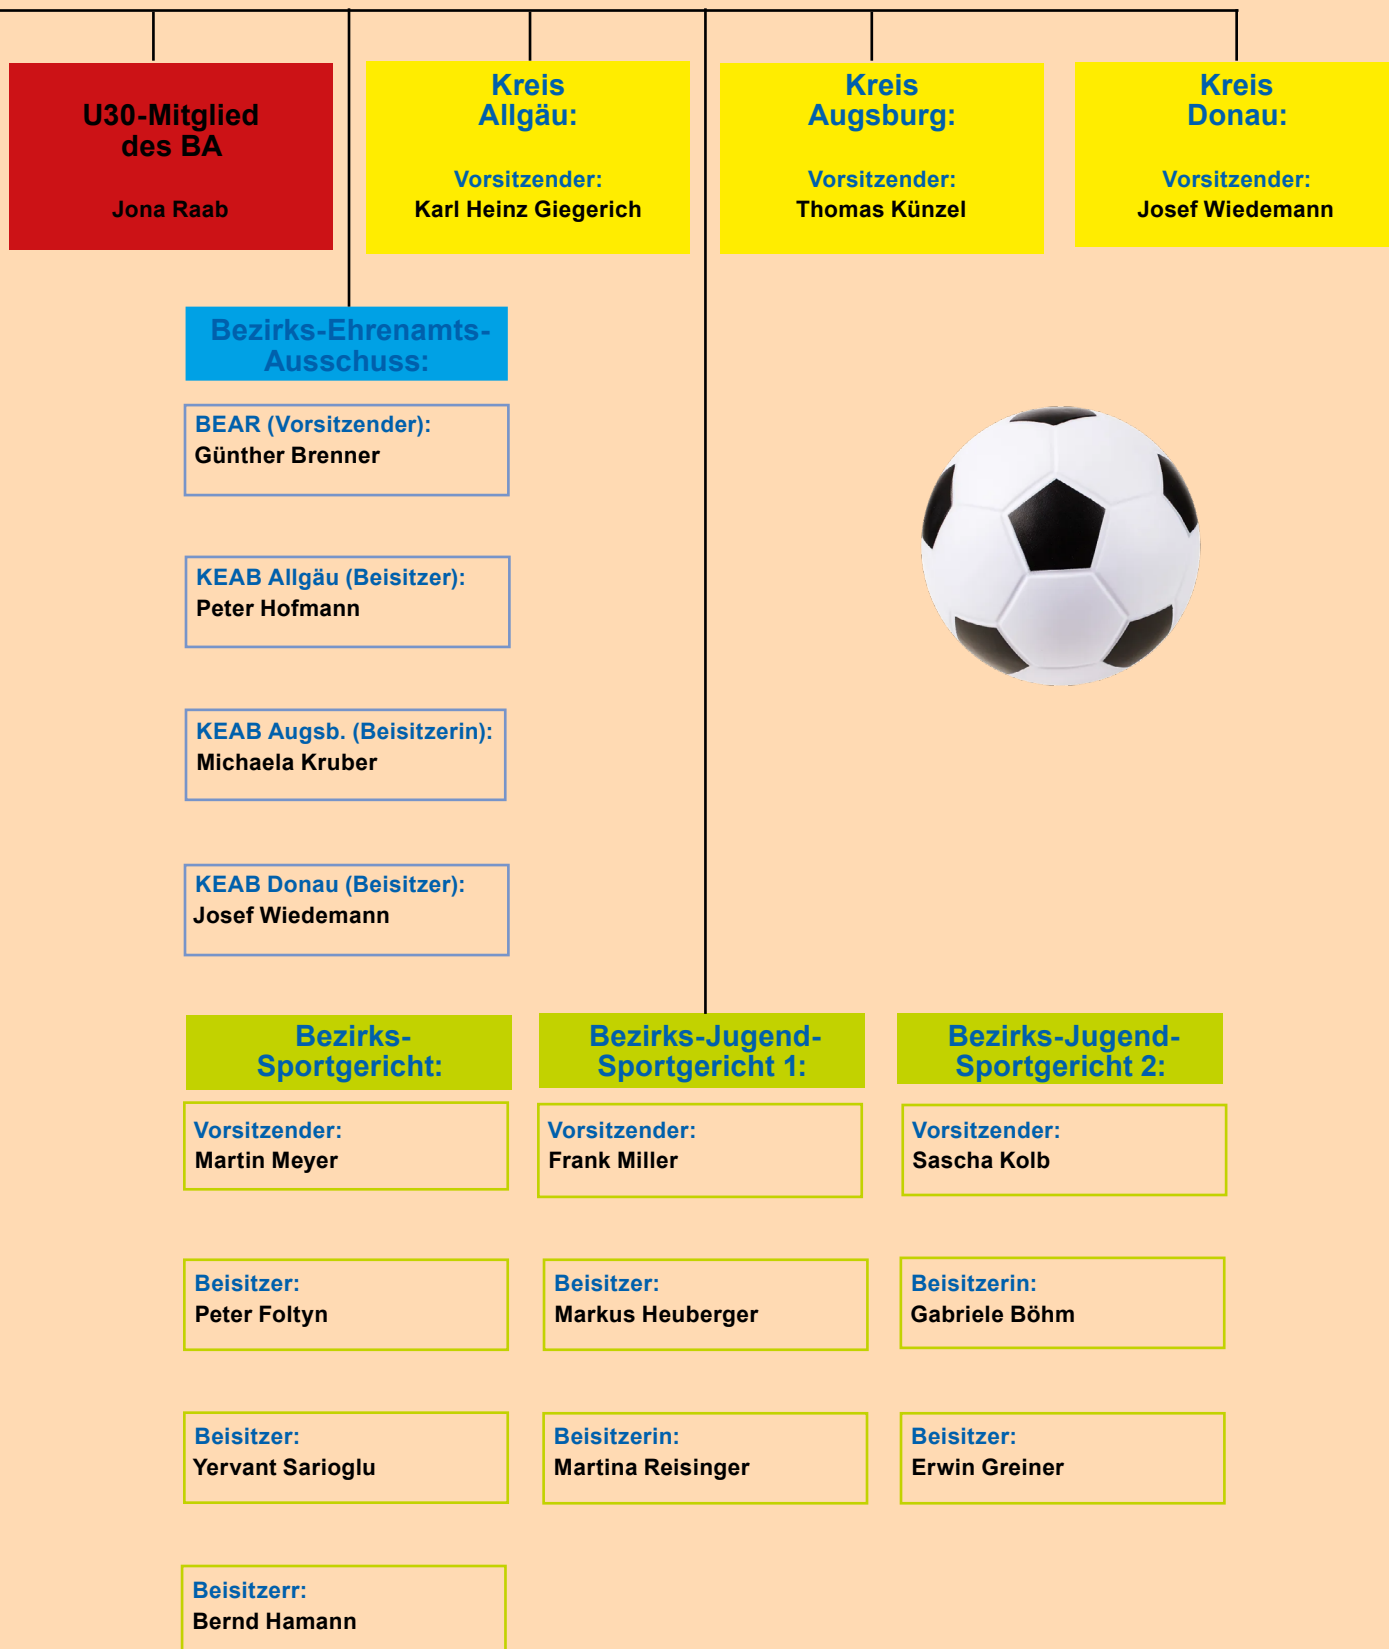 U30-Mitglied
des BA
Jona Raab
Kreis
Allgäu:
Vorsitzender:
Karl Heinz Giegerich
Kreis
Augsburg:
Vorsitzender:
Thomas Künzel
Kreis
Donau:
Vorsitzender:
Josef Wiedemann
Bezirks-Ehrenamts-
Ausschuss:
BEAR (Vorsitzender):
Günther Brenner
KEAB Allgäu (Beisitzer):
Peter Hofmann
KEAB Augsb. (Beisitzerin):
Michaela Kruber
KEAB Donau (Beisitzer):
Josef Wiedemann
Bezirks-
Sportgericht:
Vorsitzender:
Martin Meyer
Beisitzer:
Peter Foltyn
Beisitzer:
Yervant Sarioglu
Beisitzerr:
Bernd Hamann
Bezirks-Jugend-
Sportgericht 1:
Vorsitzender:
Frank Miller
Beisitzer:
Markus Heuberger
Beisitzerin:
Martina Reisinger
Bezirks-Jugend-
Sportgericht 2:
Vorsitzender:
Sascha Kolb
Beisitzerin:
Gabriele Böhm
Beisitzer:
Erwin Greiner